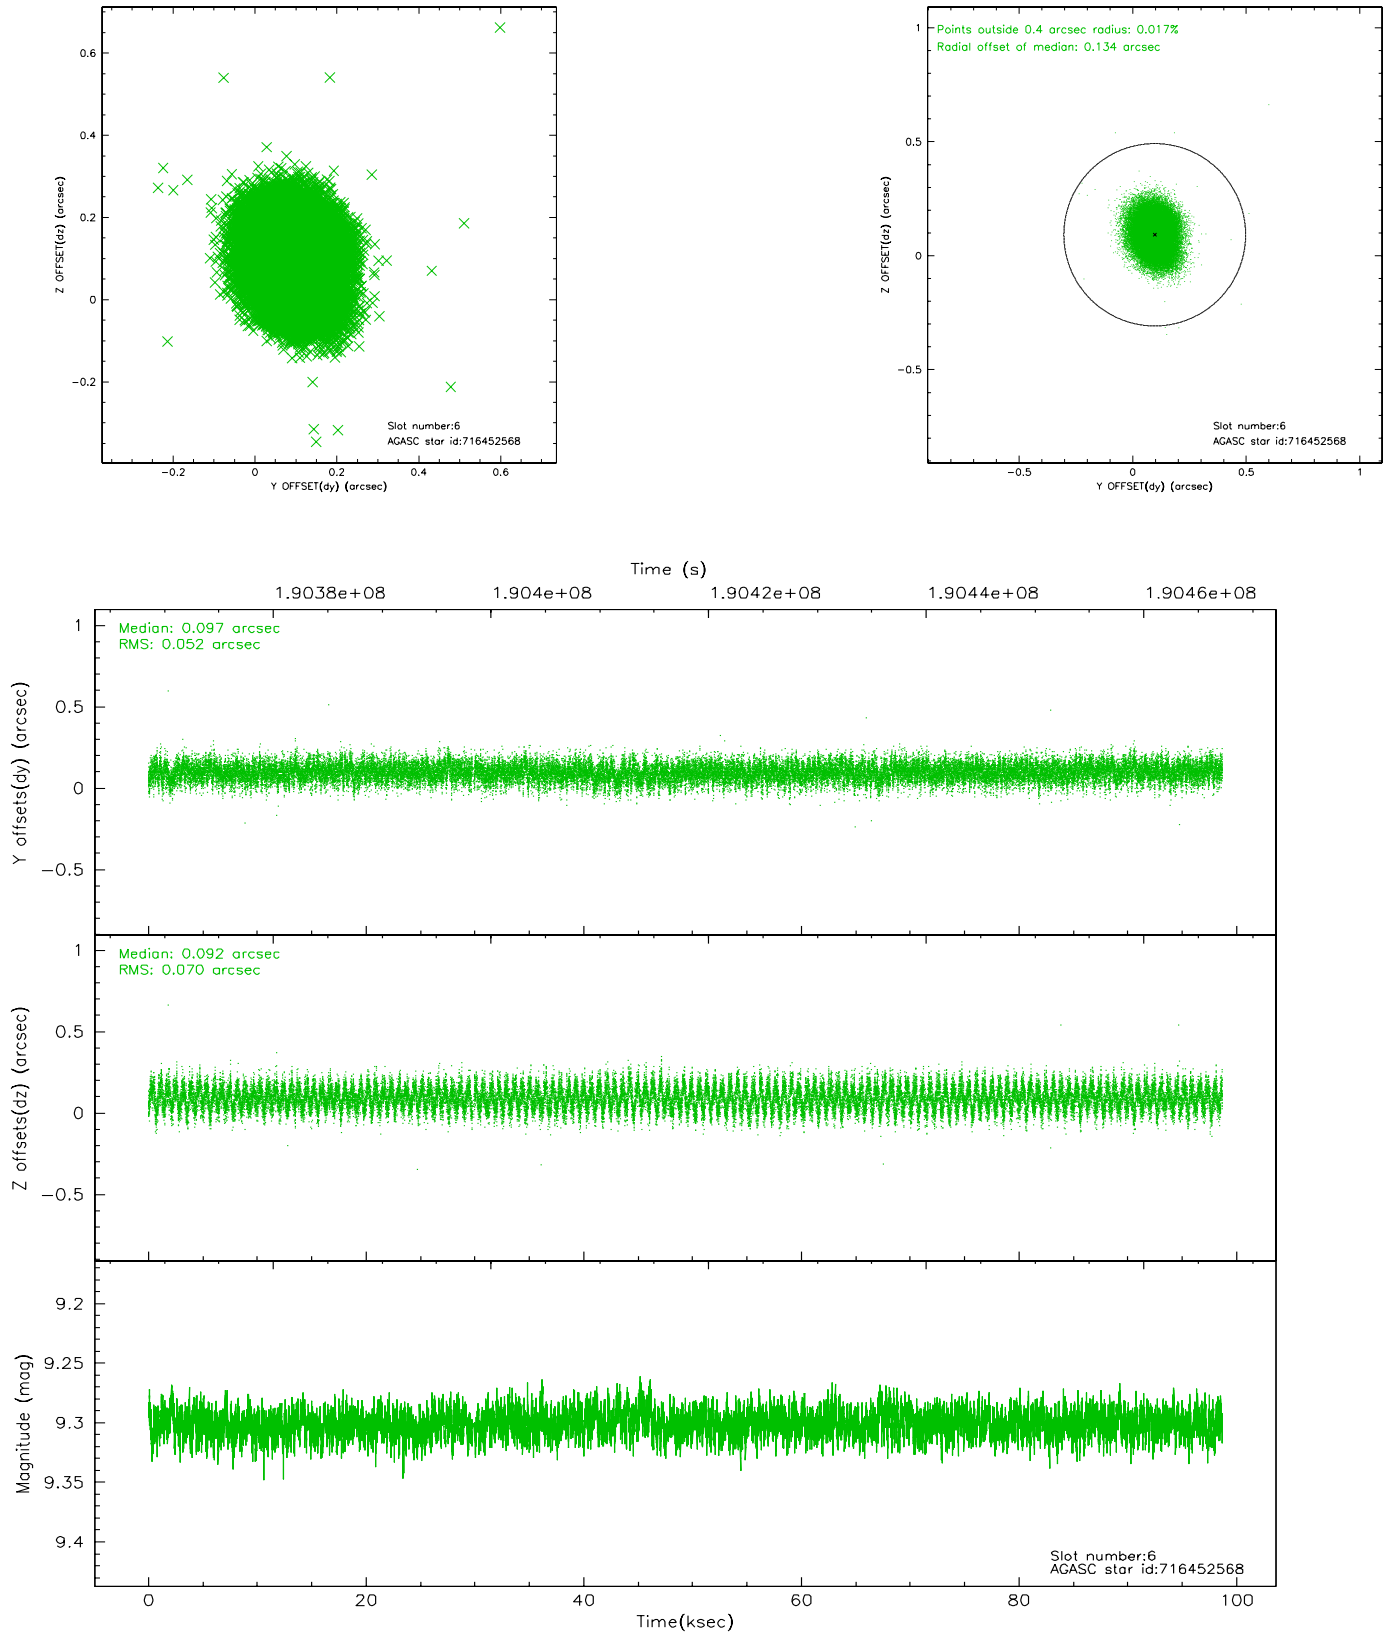 0.6
0.4
0.2
0
−0.2
Z OFFSET(dz) (arcsec)
−0.2 0 0.2 0.4 0.6
Y OFFSET(dy) (arcsec)
Slot number:6
AGASC star id:716452568
Points outside 0.4 arcsec radius: 0.017%
Radial offset of median: 0.134 arcsec
1
0.5
0
−0.5
Z OFFSET(dz) (arcsec)
−0.5 0 0.5 1
Y OFFSET(dy) (arcsec)
Slot number:6
AGASC star id:716452568
Time (s)
1.9038e+08 1.904e+08 1.9042e+08 1.9044e+08 1.9046e+08
Median: 0.097 arcsec
RMS: 0.052 arcsec
1
0.5
0
−0.5
Y offsets(dy) (arcsec)
Median: 0.092 arcsec
RMS: 0.070 arcsec
1
0.5
0
−0.5
Z offsets(dz) (arcsec)
9.2
9.25
9.3
9.35
9.4
Magnitude (mag)
Slot number:6
AGASC star id:716452568
0 20 40 60 80 100
Time(ksec)